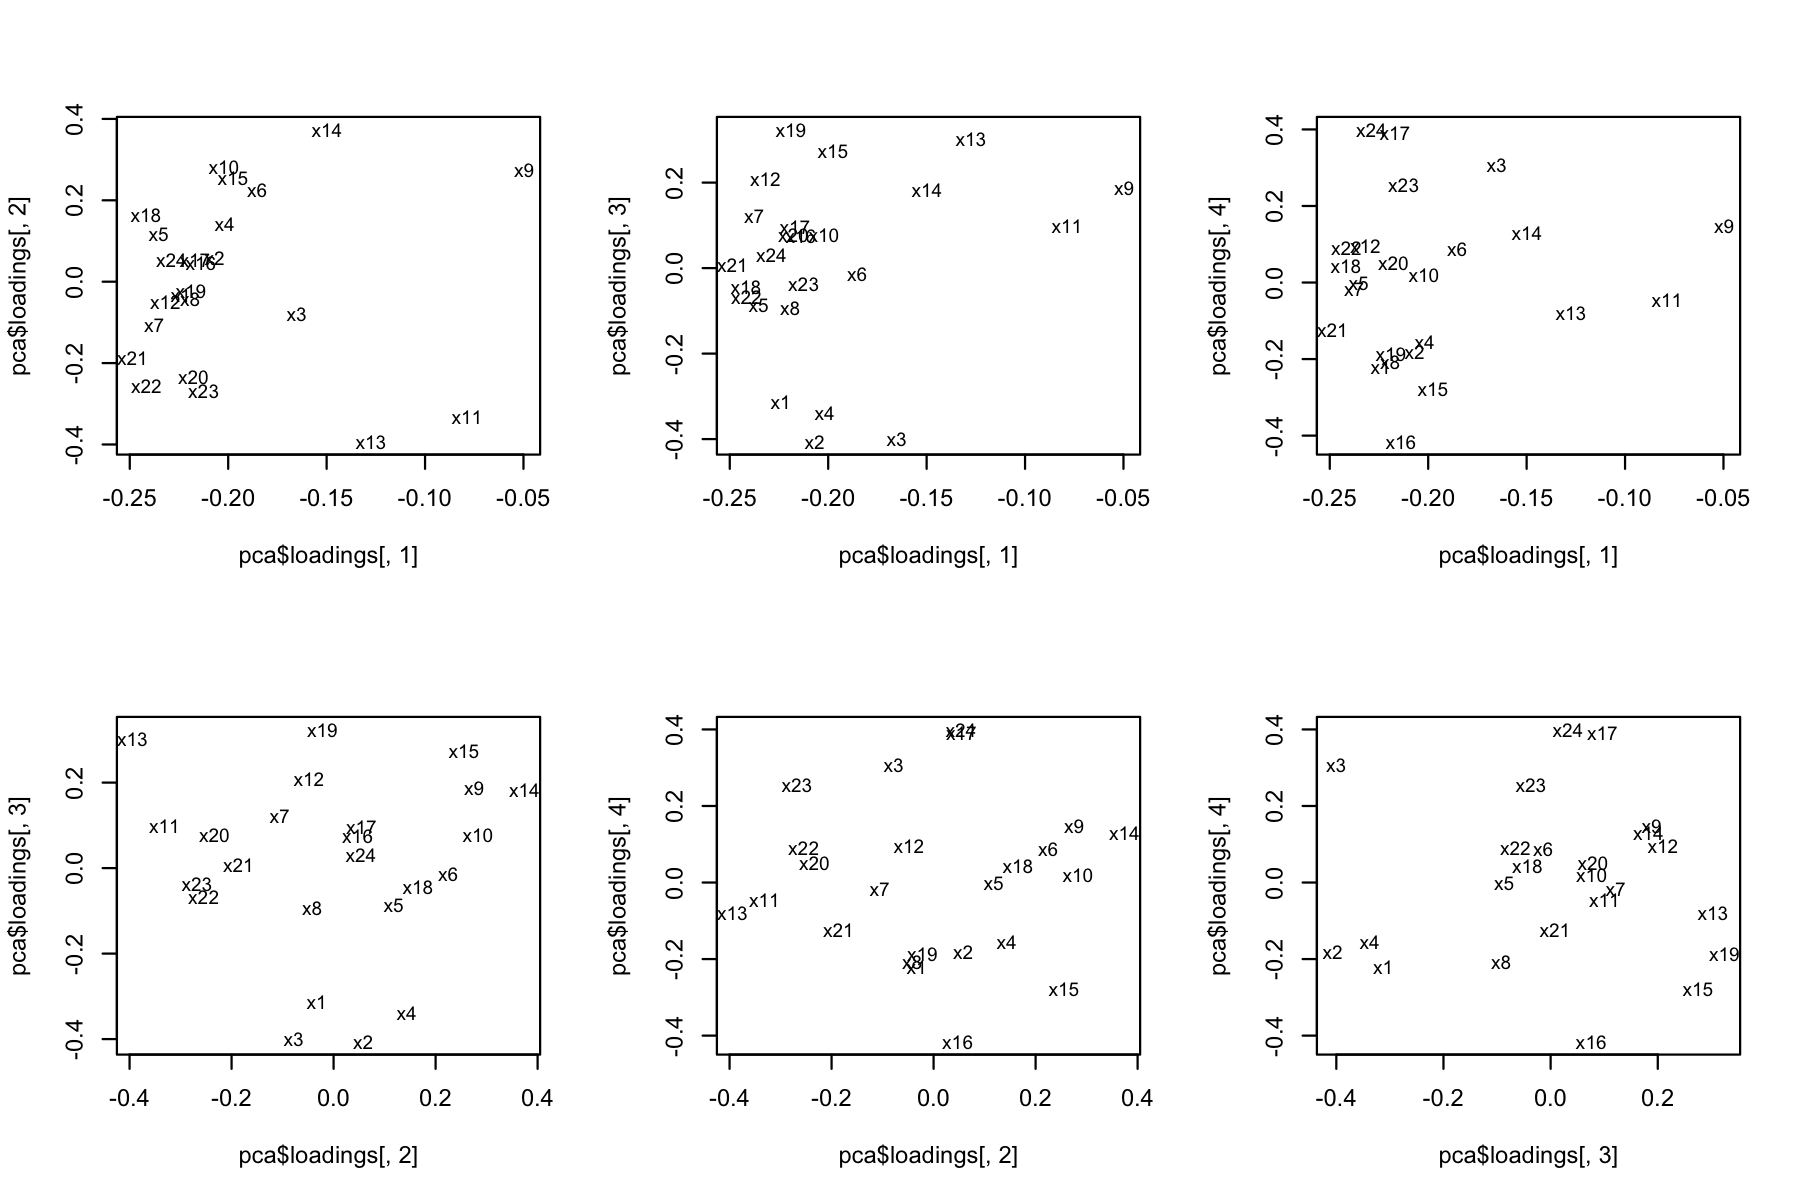 0.4
0.2
0.0
-0.2
-0.4
pca$loadings[, 2]
x14
x10
x15
x9
x6
x18
x4
x5
x24
x17
x16
x2
x19
x1
x8
x12
x3
x7
x21
x22
x20
x23
x11
x13
-0.25 -0.20 -0.15 -0.10 -0.05
pca$loadings[, 1]
0.2
0.0
-0.2
-0.4
pca$loadings[, 3]
x19
x13
x15
x12
x14
x9
x7
x17
x20
x16
x10
x11
x24
x21
x6
x23
x18
x22
x5
x8
x1
x4
x3
x2
-0.25 -0.20 -0.15 -0.10 -0.05
pca$loadings[, 1]
0.4
0.2
0.0
-0.2
-0.4
pca$loadings[, 4]
x24
x17
x3
x23
x9
x14
x22
x12
x6
x18
x20
x10
x5
x7
x11
x13
x21
x4
x19
x2
x8
x1
x15
x16
-0.25 -0.20 -0.15 -0.10 -0.05
pca$loadings[, 1]
0.2
0.0
-0.2
-0.4
pca$loadings[, 3]
x19
x13
x15
x12
x9
x14
x7
x11
x17
x20
x16
x10
x24
x21
x6
x23
x18
x22
x5
x8
x1
x4
x3
x2
-0.4 -0.2 0.0 0.2 0.4
pca$loadings[, 2]
0.4
0.2
0.0
-0.2
-0.4
pca$loadings[, 4]
x24
x17
x3
x23
x9
x14
x22
x12
x6
x20
x18
x10
x5
x7
x11
x13
x21
x4
x19
x2
x8
x1
x15
x16
-0.4 -0.2 0.0 0.2 0.4
pca$loadings[, 2]
0.4
0.2
0.0
-0.2
-0.4
pca$loadings[, 4]
x24
x17
x3
x23
x9
x14
x22
x6
x12
x18
x20
x10
x5
x7
x11
x13
x21
x4
x2
x19
x1
x8
x15
x16
-0.4 -0.2 0.0 0.2
pca$loadings[, 3]